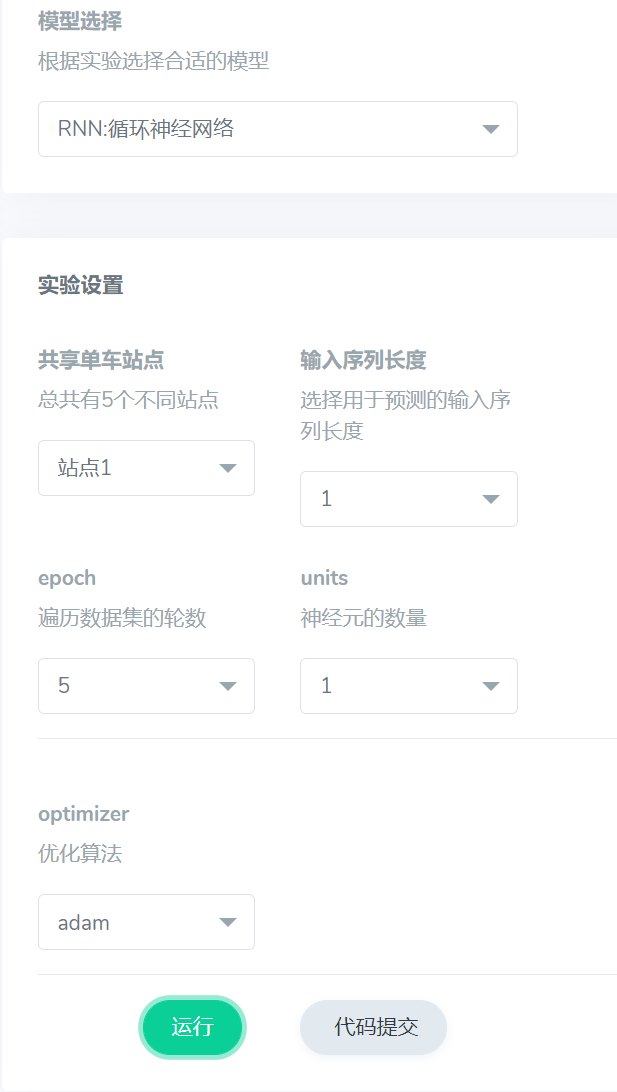 模型选择
根据实验选择合适的模型
RNN:循环神经网络
实验设置
共享单车站点
总共有5个不同站点
站点1
输入序列长度
选择用于预测的输入序
列长度
1
epoch
遍历数据集的轮数
5
units
神经元的数量
1
optimizer
优化算法
adam
运行
代码提交